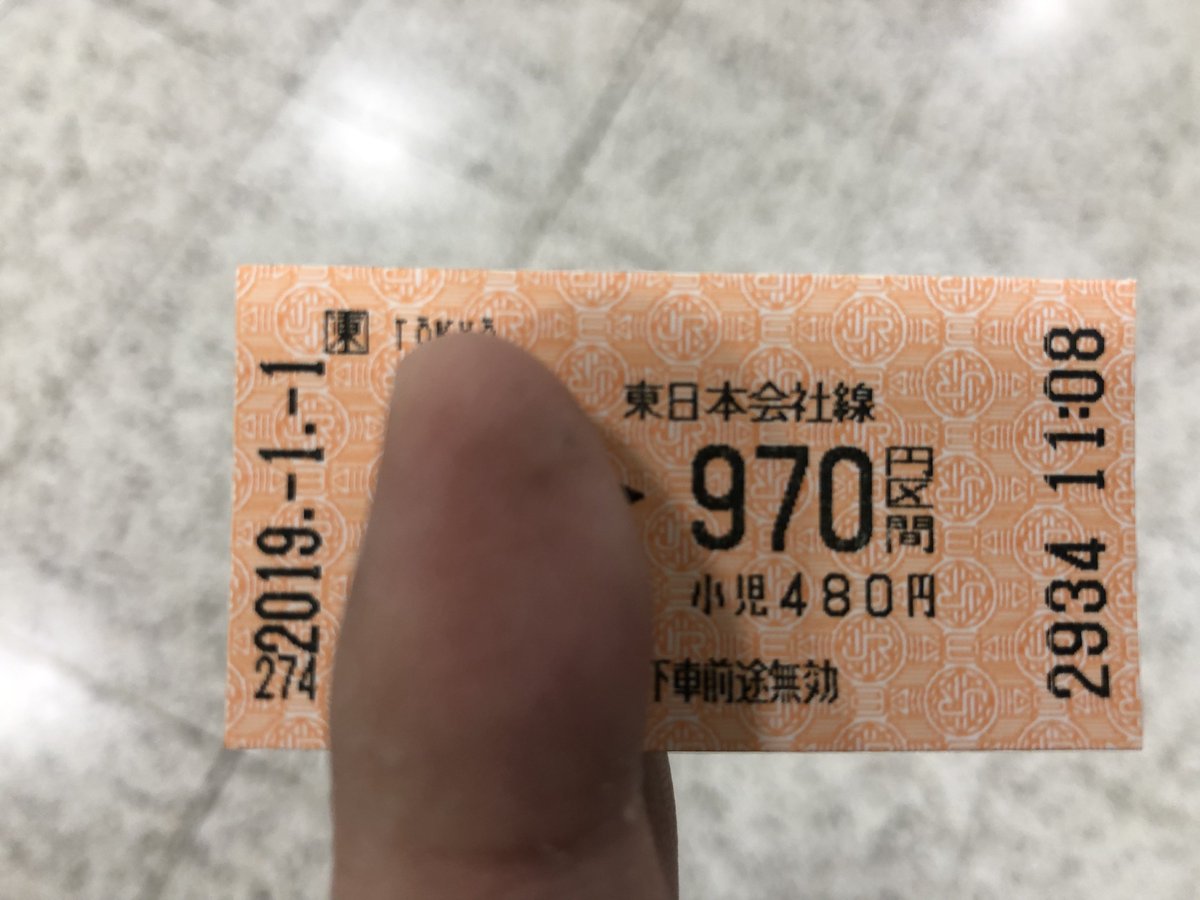 東
東日本会社線
970円区間
小児480円
下車前途無効
2019.-1.-1
274
2934 11:08